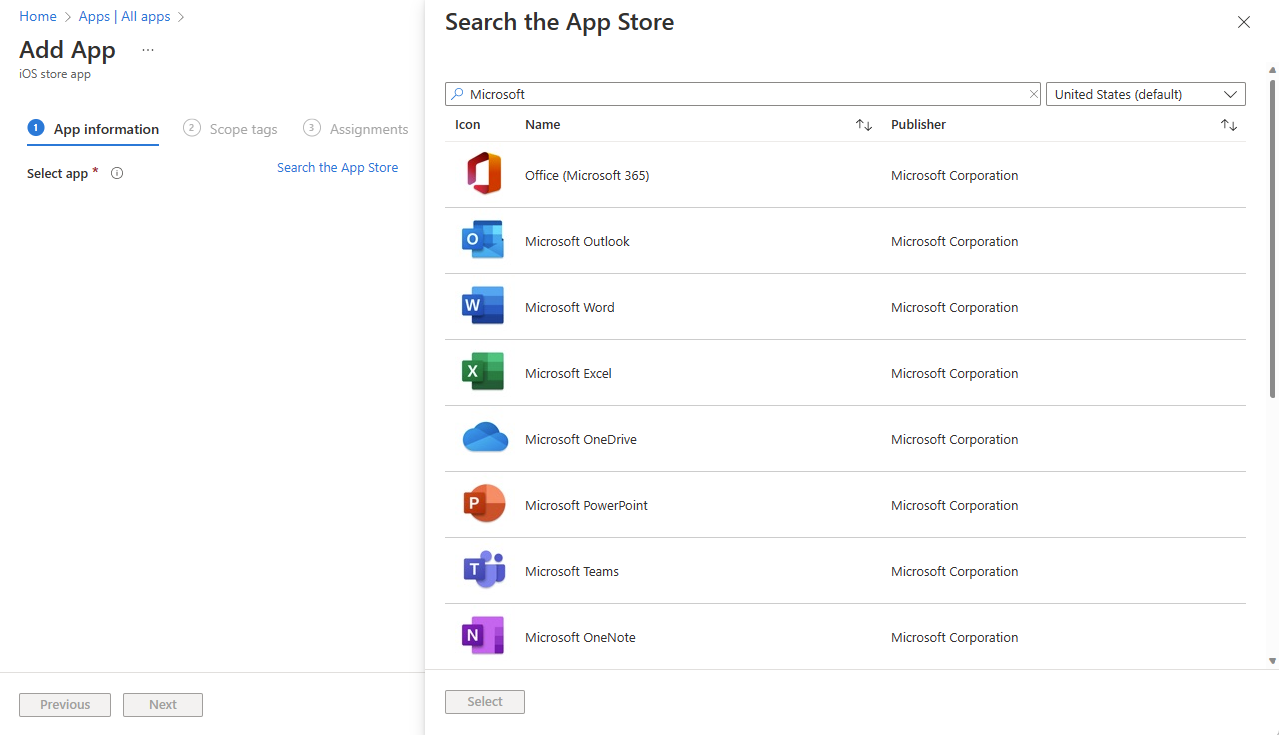 Home > Apps | All apps >
Add App ...
iOS store app
1 App information 2 Scope tags 3 Assignments
Select app *
Search the App Store
Previous Next
Search the App Store
Microsoft
United States (default)
Icon Name Publisher
Office (Microsoft 365) Microsoft Corporation
O Microsoft Outlook Microsoft Corporation
W Microsoft Word Microsoft Corporation
X Microsoft Excel Microsoft Corporation
Microsoft OneDrive Microsoft Corporation
P Microsoft PowerPoint Microsoft Corporation
T Microsoft Teams Microsoft Corporation
N Microsoft OneNote Microsoft Corporation
Select